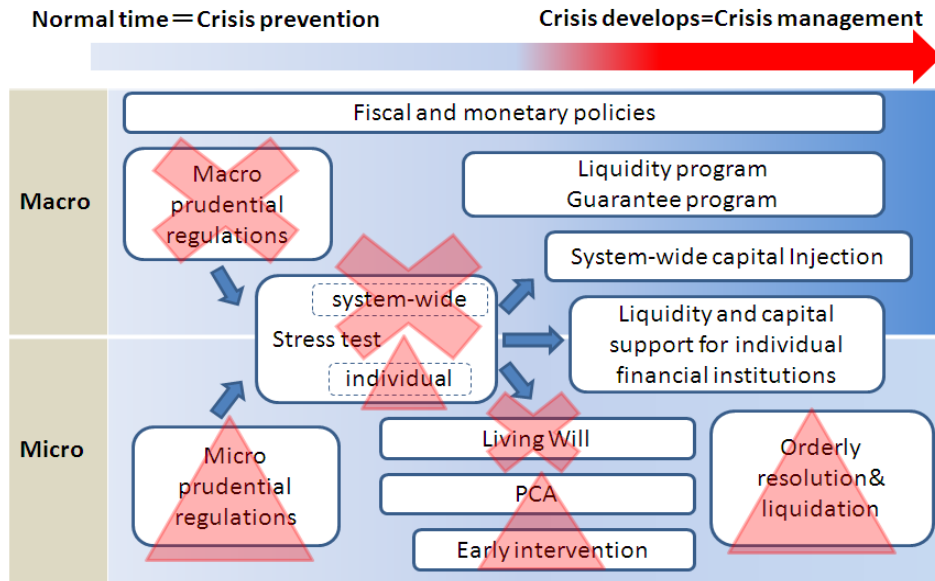 Normal time＝Crisis prevention
Crisis develops=Crisis management
Fiscal and monetary policies
Macro
Macro
prudential
regulations
Liquidity program
Guarantee program
System-wide capital Injection
system-wide
Stress test
individual
Liquidity and capital
support for individual
financial institutions
Micro
Micro
prudential
regulations
Living Will
PCA
Early intervention
Orderly
resolution&
liquidation